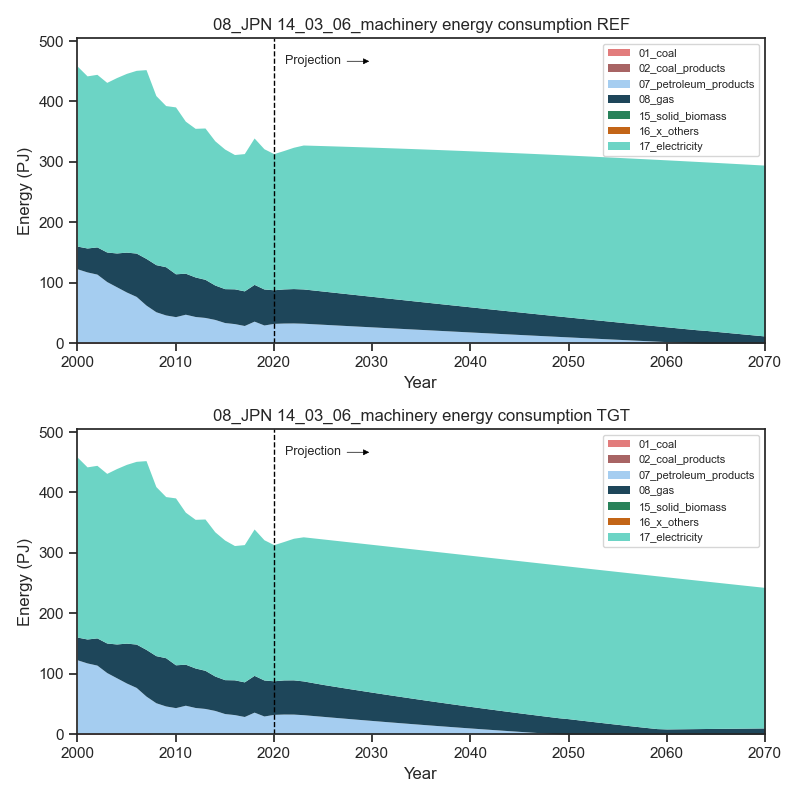 08_JPN 14_03_06_machinery energy consumption REF
Energy (PJ)
500
400
300
200
100
0
Projection
01_coal
02_coal_products
07_petroleum_products
08_gas
15_solid_biomass
16_x_others
17_electricity
2000 2010 2020 2030 2040 2050 2060 2070
Year
08_JPN 14_03_06_machinery energy consumption TGT
Energy (PJ)
500
400
300
200
100
0
Projection
01_coal
02_coal_products
07_petroleum_products
08_gas
15_solid_biomass
16_x_others
17_electricity
2000 2010 2020 2030 2040 2050 2060 2070
Year